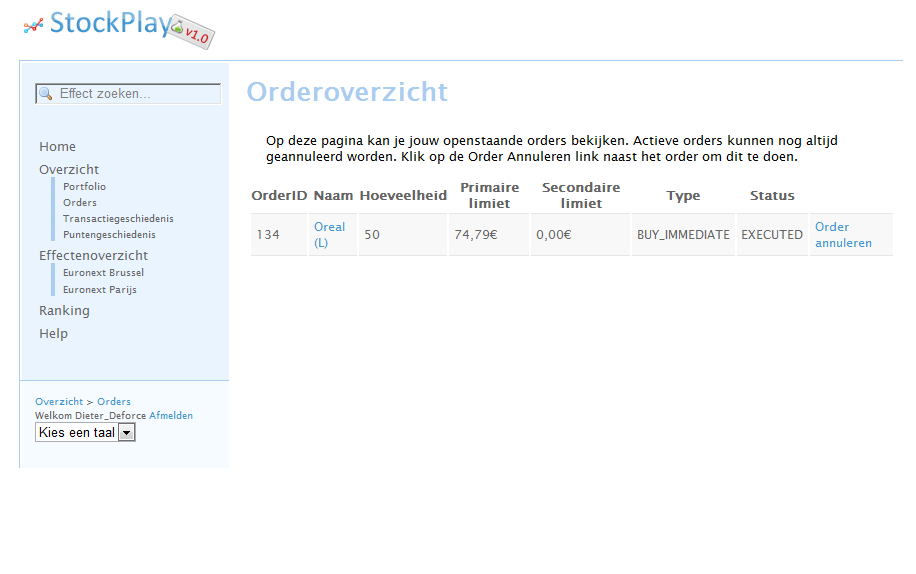 StockPlay v1.0
Effect zoeken...
Home
Overzicht
Portfolio
Orders
Transactiegeschiedenis
Puntengeschiedenis
Effectenoverzicht
Euronext Brussel
Euronext Parijs
Ranking
Help
Overzicht > Orders
Welkom Dieter_Deforce Afmelden
Kies een taal
Orderoverzicht
Op deze pagina kan je jouw openstaande orders bekijken. Actieve orders kunnen nog altijd
geannuleerd worden. Klik op de Order Annuleren link naast het order om dit te doen.
OrderID Naam Hoeveelheid Primaire limiet Secondaire limiet Type Status
134 Oreal (L) 50 74,79€ 0,00€ BUY_IMMEDIATE EXECUTED Order annuleren